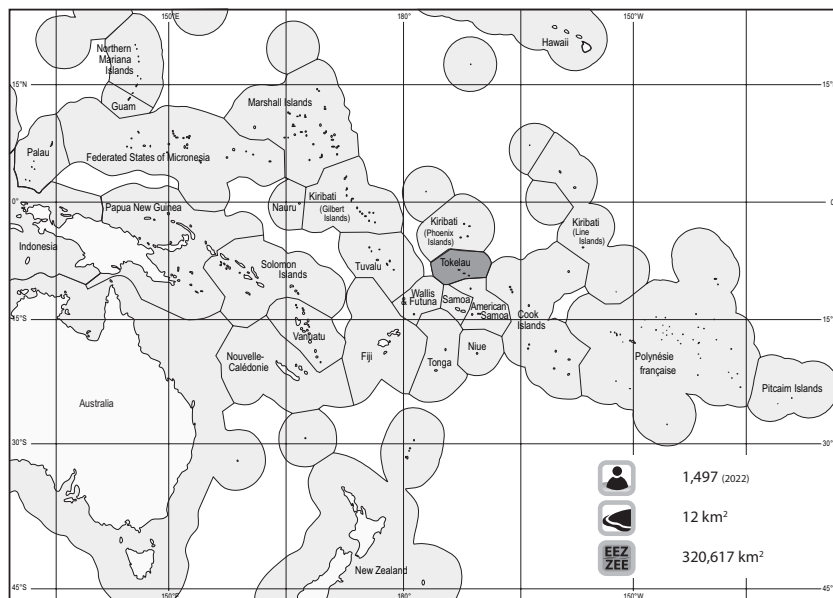 150°E
180°
150°W
Hawaii
Northern
Mariana
Islands
15°N
15°N
Guam
Marshall Islands
Palau
Federated States of Micronesia
0°
0°
Papua New Guinea
Nauru
Kiribati
(Gilbert
Islands)
Kiribati
(Phoenix
Islands)
Kiribati
(Line
Islands)
Indonesia
Solomon
Islands
Tuvalu
Tokelau
Wallis
& Futuna
Samoa
American
Samoa
Cook
Islands
15°S
15°S
Vanuatu
Nouvelle-
Calédonie
Fiji
Tonga
Niue
Polynésie
française
Pitcairn Islands
Australia
30°S
30°S
1,497 (2022)
12 km²
EEZ
ZEE
320,617 km²
New Zealand
45°S
45°S
150°E
180°
150°W